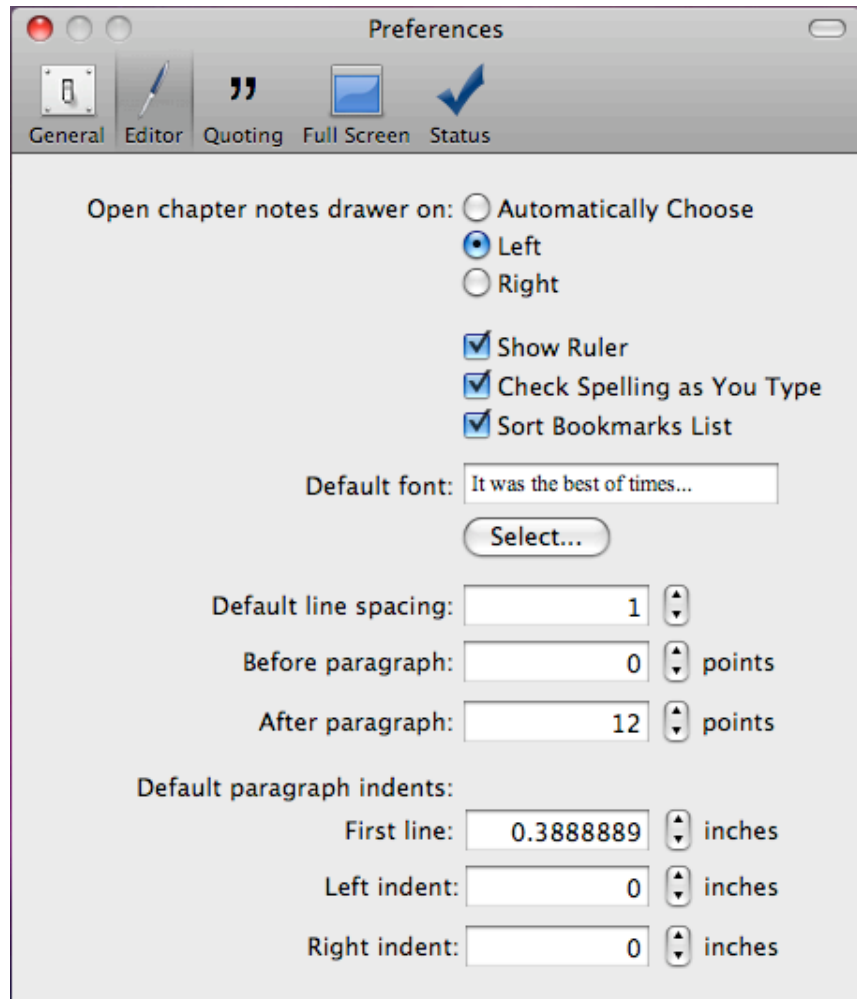 Preferences
General Editor Quoting Full Screen Status
Open chapter notes drawer on: Automatically Choose
Left
Right
Show Ruler
Check Spelling as You Type
Sort Bookmarks List
Default font: It was the best of times...
Select...
Default line spacing: 1
Before paragraph: 0 points
After paragraph: 12 points
Default paragraph indents:
First line: 0.3888889 inches
Left indent: 0 inches
Right indent: 0 inches